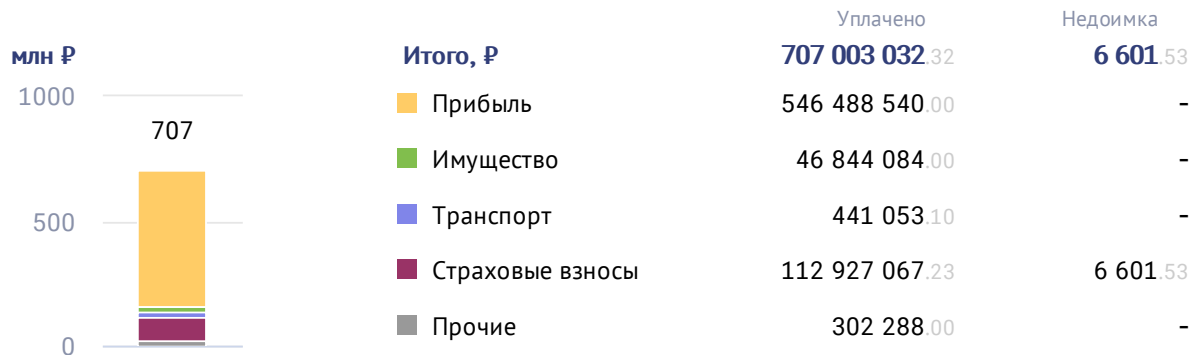 Уплачено Недоимка
млн ₽ Итого, ₽ 707 003 032.32 6 601.53
1000
Прибыль 546 488 540.00 -
707
Имущество 46 844 084.00 -
500
Транспорт 441 053.10 -
Страховые взносы 112 927 067.23 6 601.53
Прочие 302 288.00 -
0